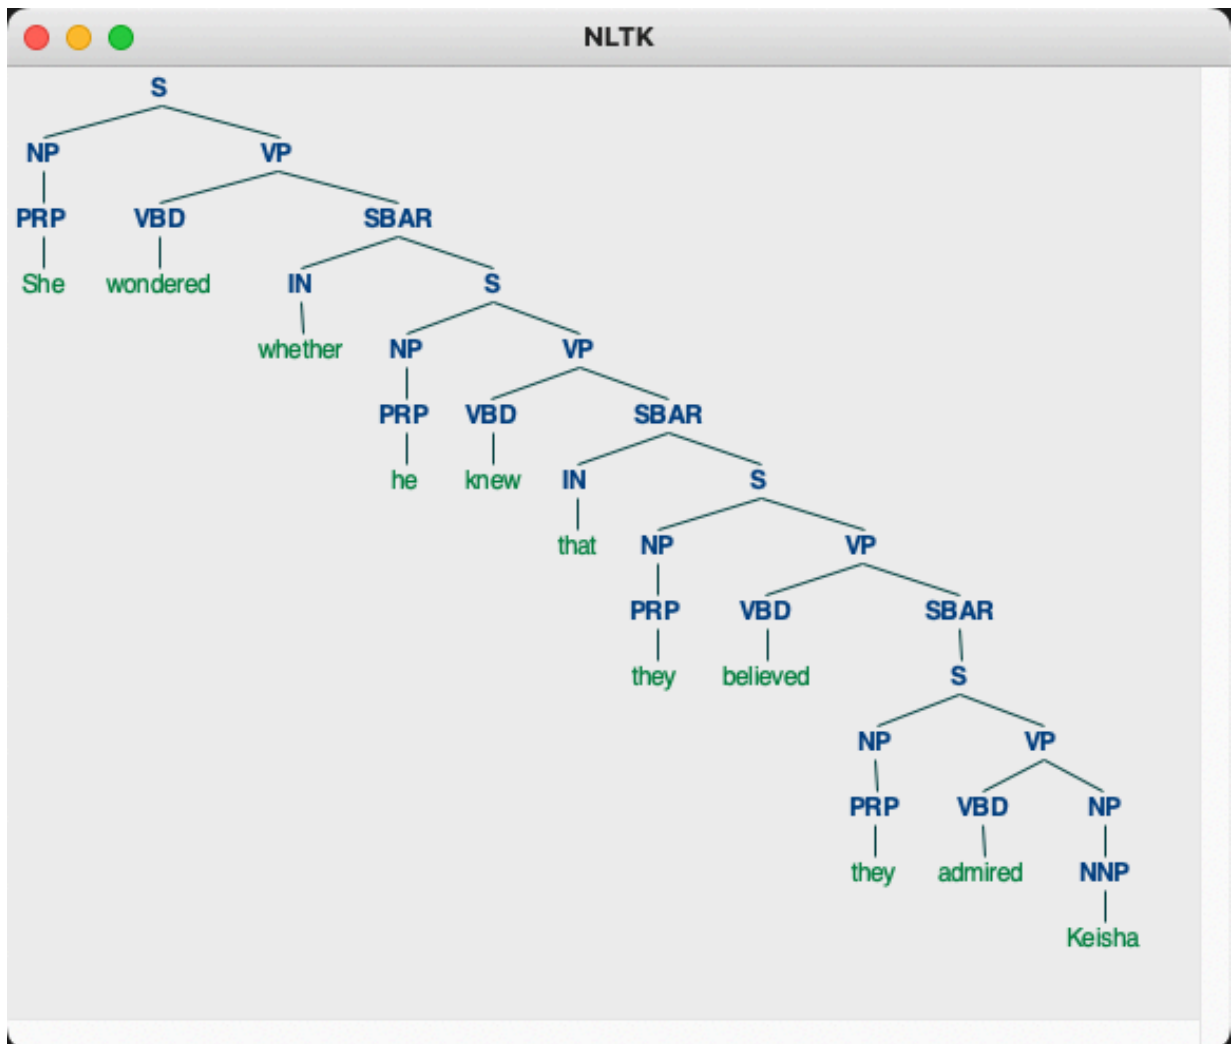 NLTK
S
NP VP
PRP VBD SBAR
She wondered IN S
whether NP VP
PRP VBD SBAR
he knew IN S
that NP VP
PRP VBD SBAR
they believed S
NP VP
PRP VBD NP
they admired NNP
Keisha